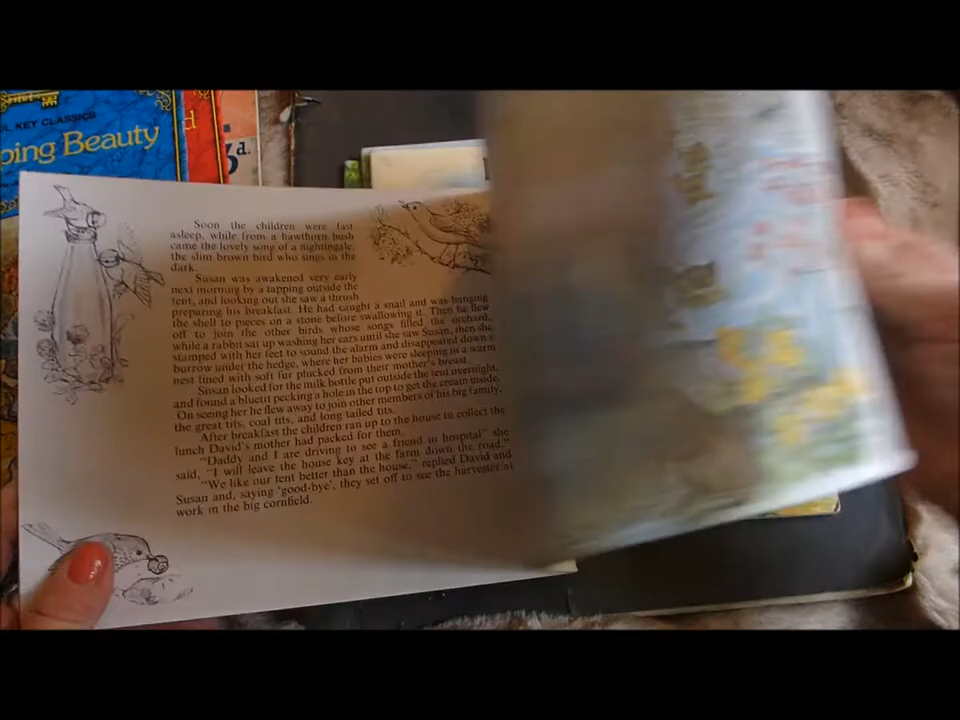 OL KEY CLASSICS
ping Beauty
d
3d.
Soon the children were fast
asleep, while from a hawthorn bush
came the lovely song of a nightingale,
the slim brown bird who sings in the
dark.
Susan was awakened very early
next morning by a tapping outside the
tent, and looking out she saw a thrush
preparing his breakfast. He had caught a snail and was banging
the shell to pieces on a stone before swallowing it. Then he flew
off to join the other birds whose songs filled the orchard,
while a rabbit sat up washing her ears until she saw Susan, then she
stamped with her feet to sound the alarm and disappeared down a
burrow under the hedge, where her babies were sleeping in a warm
nest lined with soft fur plucked from their mother's breast.
Susan looked for the milk bottle put outside the tent overnight,
and found a bluetit pecking a hole in the top to get the cream inside.
On seeing her he flew away to join other members of his big family,
the great tits, coal tits, and long tailed tits.
After breakfast the children ran up to the house to collect the
lunch David's mother had packed for them.
"Daddy and I are driving to see a friend in hospital" she
said, "I will leave the house key at the farm down the road."
"We like our tent better than the house," replied David and
Susan and, saying 'good-bye', they set off to see the harvester at
work in the big cornfield.